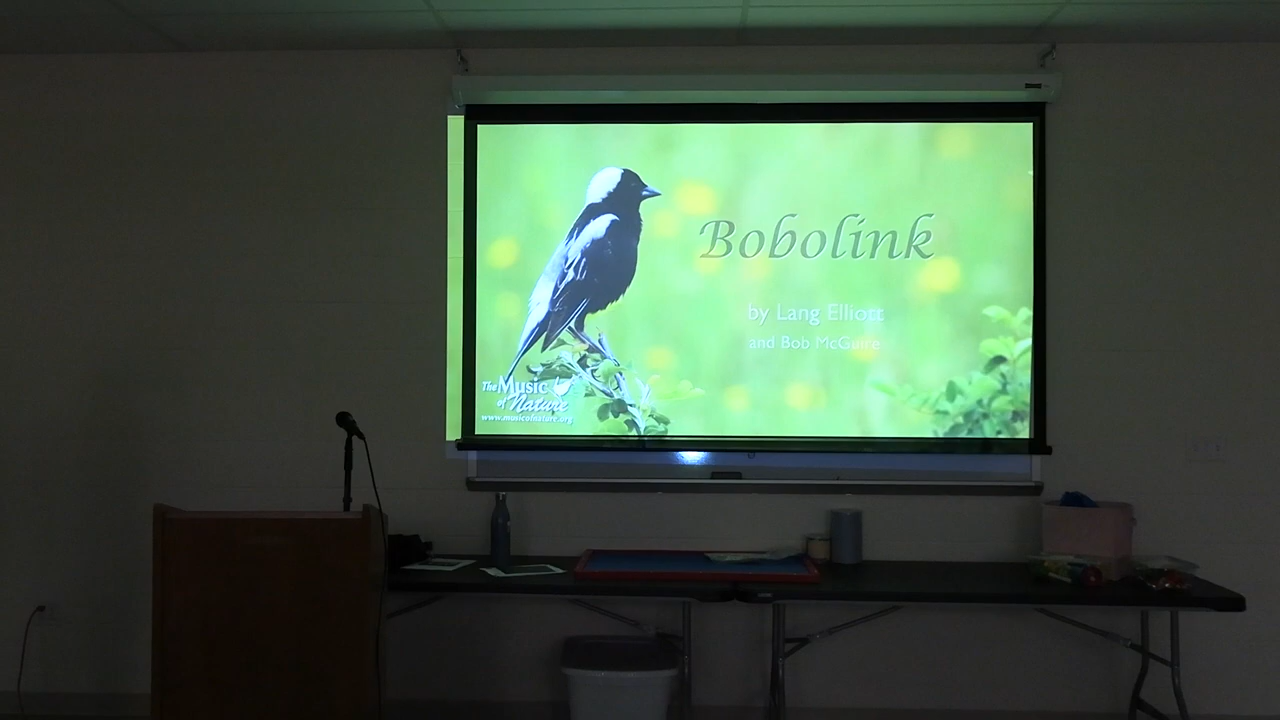 Bobolink
by Lang Elliott
and Bob McGuire
The Music
of Nature
www.musicofnature.org